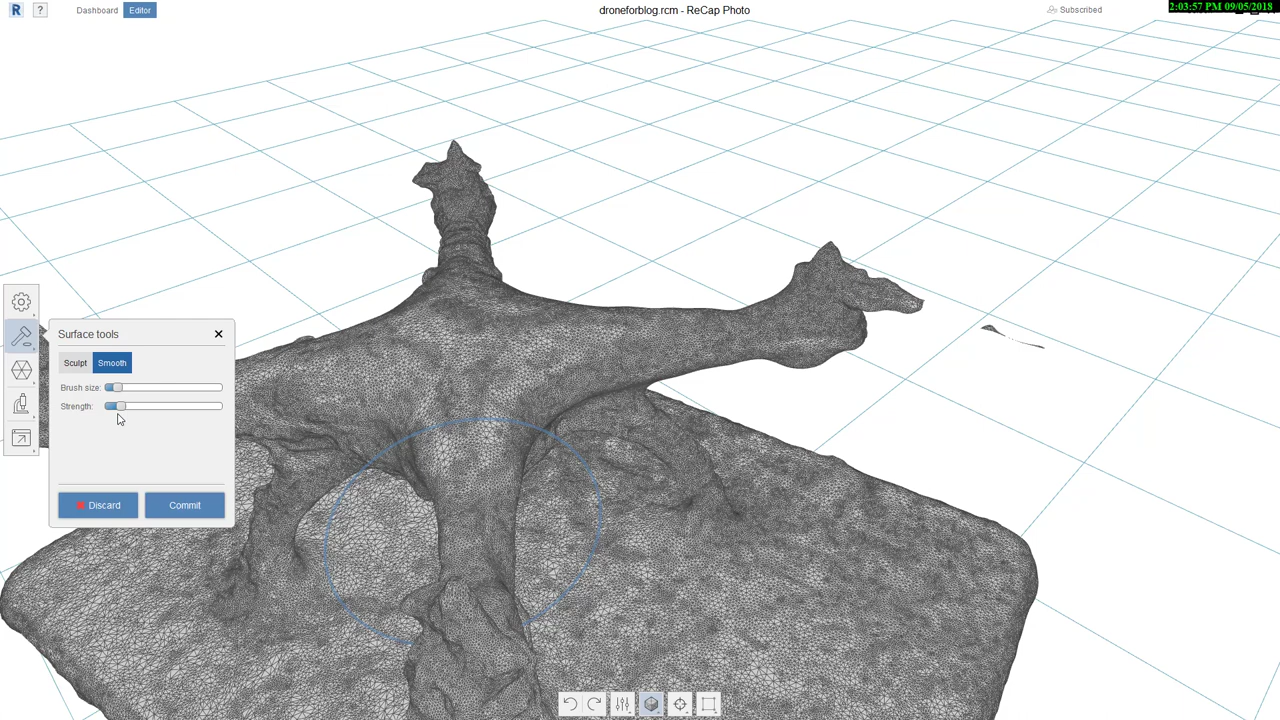 R ? Dashboard Editor droneforblog.rcm - ReCap Photo Subscribed 2:03:57 PM 09/05/2018
Surface tools
Sculpt Smooth
Brush size:
Strength:
Discard Commit